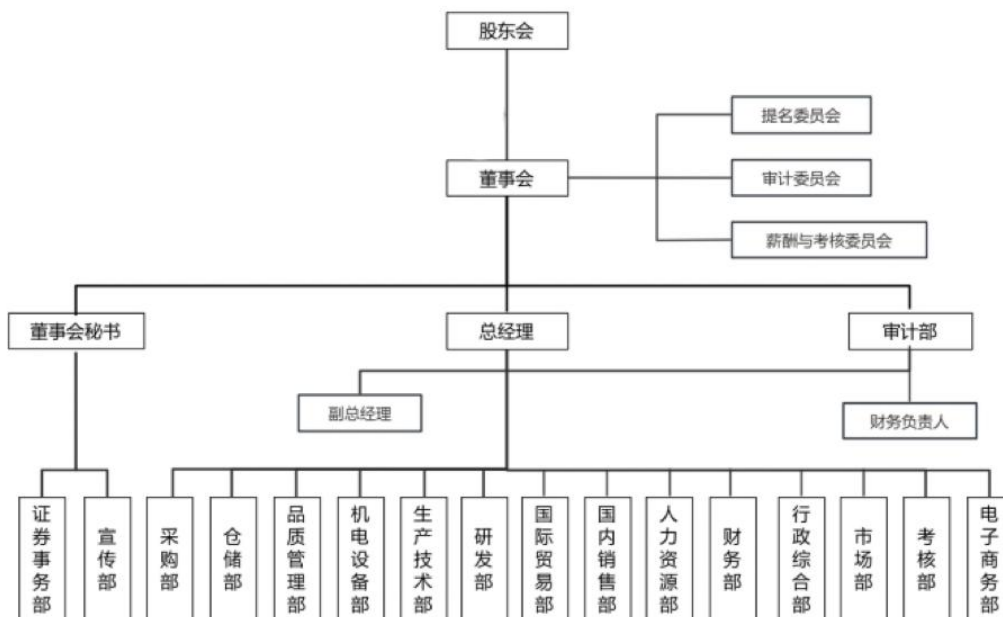 股东会
提名委员会
董事会
审计委员会
薪酬与考核委员会
董事会秘书
总经理
审计部
副总经理
财务负责人
证券事务部
宣传部
采购部
仓储部
品质管理部
机电设备部
生产技术部
研发部
国际贸易部
国内销售部
人力资源部
财务部
行政综合部
市场部
考核部
电子商务部